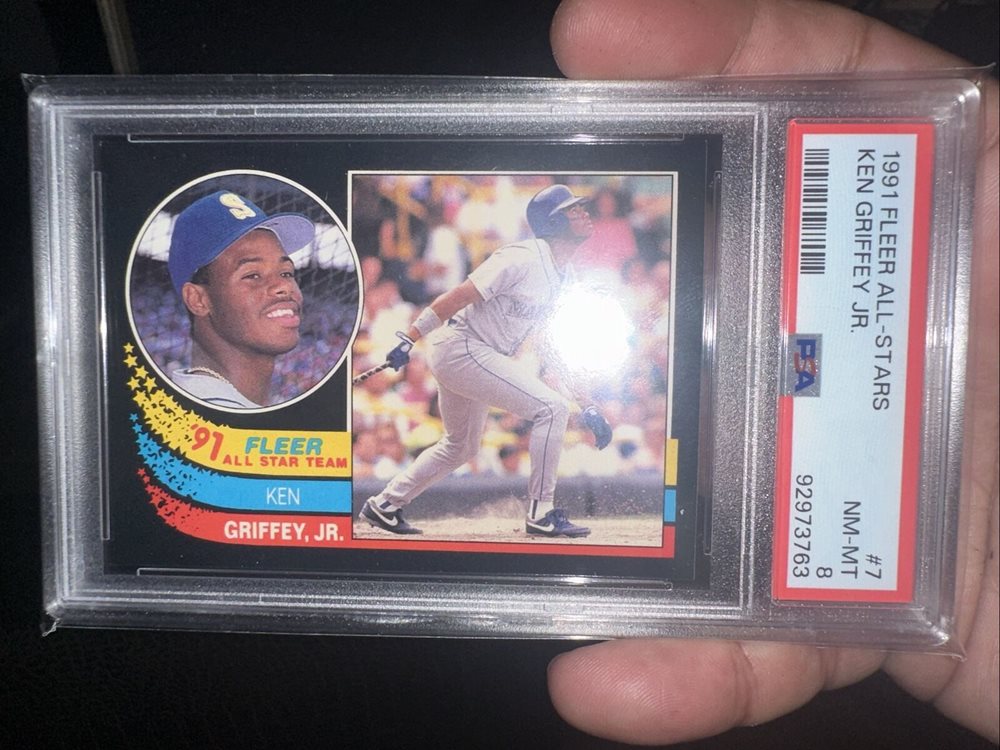 1991 FLEER ALL-STARS
KEN GRIFFEY JR.
#7
NM-MT
8
92973763
PSA
S
'91 FLEER
ALL STAR TEAM
KEN
GRIFFEY, JR.